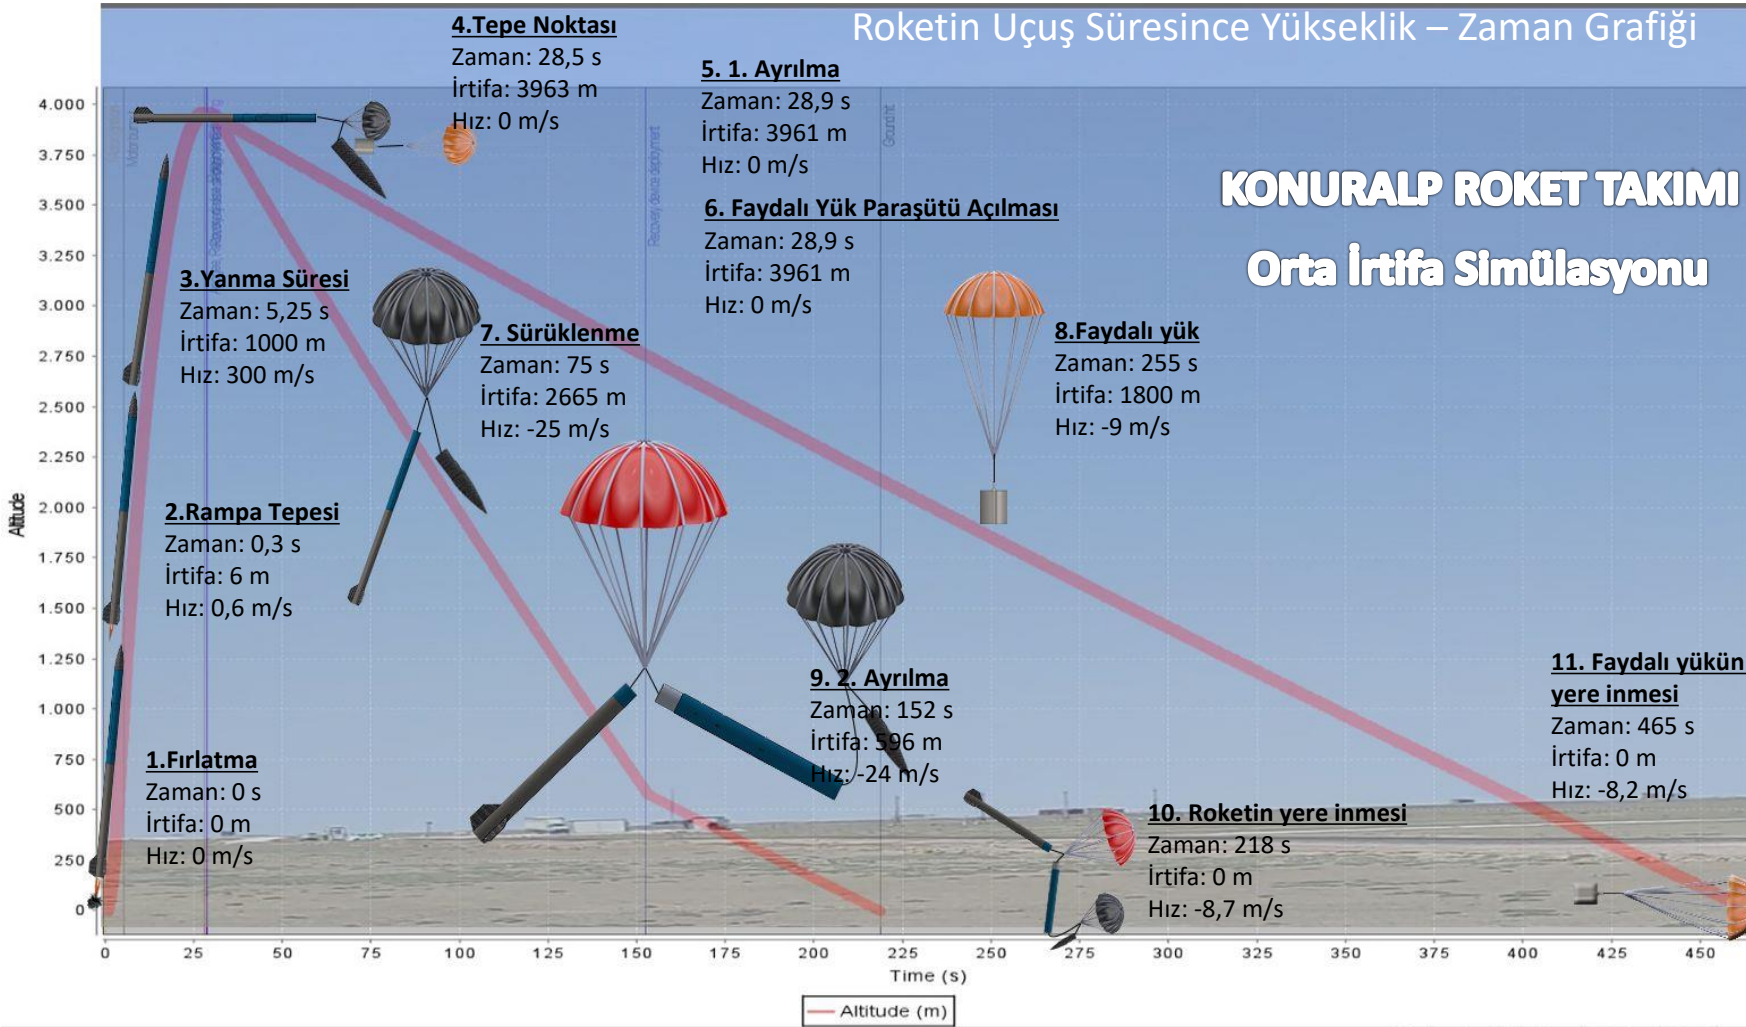 Roketin Uçuş Süresince Yükseklik – Zaman Grafiği
KONURALP ROKET TAKIMI
Orta İrtifa Simülasyonu
1.Fırlatma
Zaman: 0 s
İrtifa: 0 m
Hız: 0 m/s
2.Rampa Tepesi
Zaman: 0,3 s
İrtifa: 6 m
Hız: 0,6 m/s
3.Yanma Süresi
Zaman: 5,25 s
İrtifa: 1000 m
Hız: 300 m/s
4.Tepe Noktası
Zaman: 28,5 s
İrtifa: 3963 m
Hız: 0 m/s
5. 1. Ayrılma
Zaman: 28,9 s
İrtifa: 3961 m
Hız: 0 m/s
6. Faydalı Yük Paraşütü Açılması
Zaman: 28,9 s
İrtifa: 3961 m
Hız: 0 m/s
7. Sürüklenme
Zaman: 75 s
İrtifa: 2665 m
Hız: -25 m/s
8.Faydalı yük
Zaman: 255 s
İrtifa: 1800 m
Hız: -9 m/s
9. 2. Ayrılma
Zaman: 152 s
İrtifa: 596 m
Hız: -24 m/s
10. Roketin yere inmesi
Zaman: 218 s
İrtifa: 0 m
Hız: -8,7 m/s
11. Faydalı yükün
yere inmesi
Zaman: 465 s
İrtifa: 0 m
Hız: -8,2 m/s
Recovery device deployment
Ground hit
Altitude
4.000
3.750
3.500
3.250
3.000
2.750
2.500
2.250
2.000
1.750
1.500
1.250
1.000
750
500
250
0
0 25 50 75 100 125 150 175 200 225 250 275 300 325 350 375 400 425 450
Time (s)
Altitude (m)